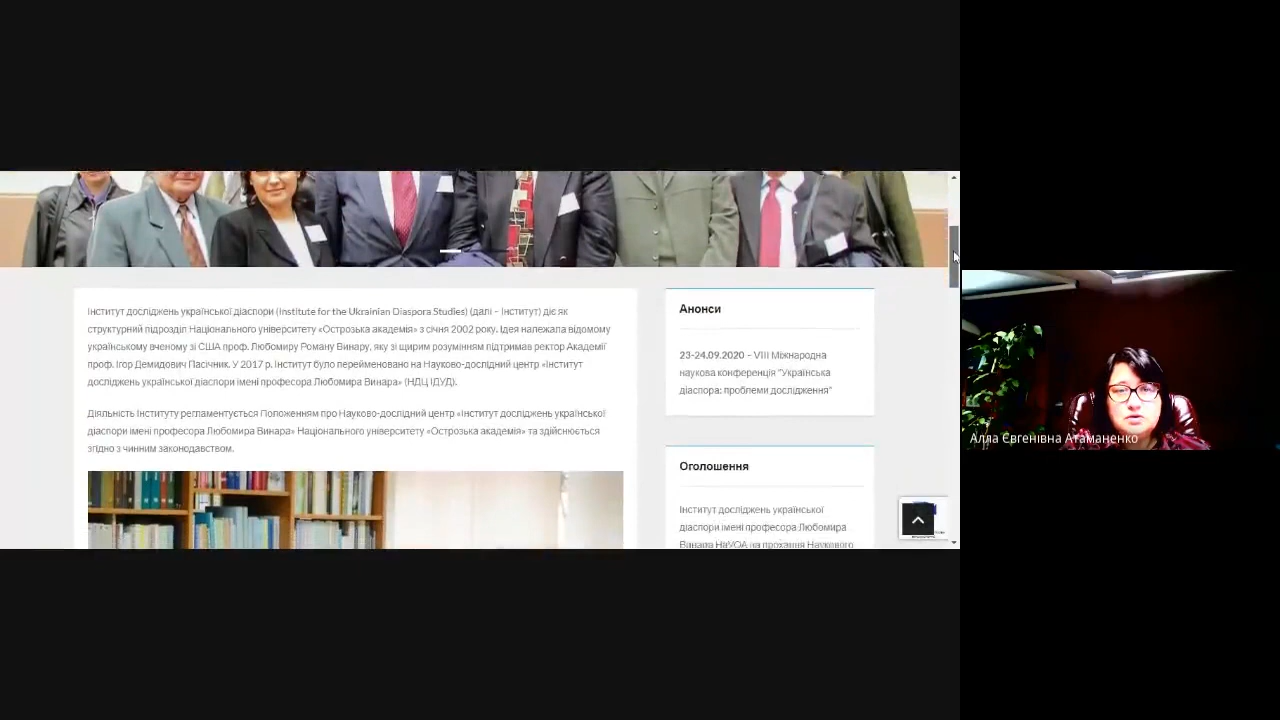 Інститут досліджень української діаспори (Institute for the Ukrainian Diaspora Studies) (далі – Інститут) діє як
структурний підрозділ Національного університету «Острозька академія» з січня 2002 року. Ідея належала відомому
українському вченому зі США проф. Любомиру Роману Винару, яку зі щирим розумінням підтримав ректор Академії
проф. Ігор Демидович Пасічник. У 2017 р. Інститут було перейменовано на Науково-дослідний центр «Інститут
досліджень української діаспори імені професора Любомира Винара» (НДЦ ІДУД).
Діяльність Інституту регламентується Положенням про Науково-дослідний центр «Інститут досліджень української
діаспори імені професора Любомира Винара» Національного університету «Острозька академія» та здійснюється
згідно з чинним законодавством.
Анонси
23-24.09.2020 – VIII Міжнародна
наукова конференція "Українська
діаспора: проблеми дослідження"
Оголошення
Інститут досліджень української
діаспори імені професора Любомира
Винара НаУОА на прохання Наукового
Алла Євгенівна Атаманенко